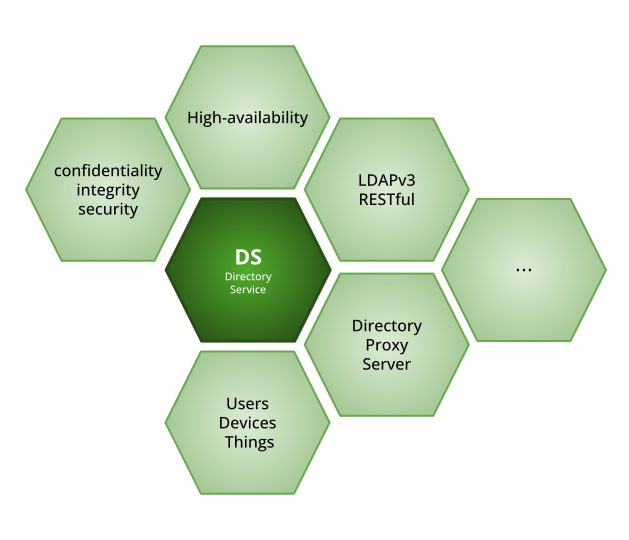 High-availability
confidentiality
integrity
security
LDAPv3
RESTful
DS
Directory
Service
...
Directory
Proxy
Server
Users
Devices
Things